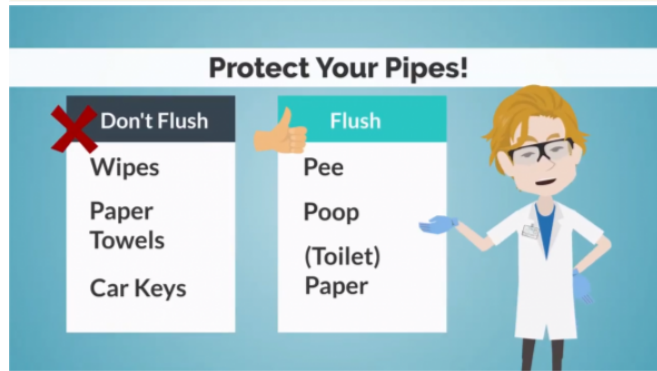 Protect Your Pipes!
Don't Flush
Wipes
Paper
Towels
Car Keys
Flush
Pee
Poop
(Toilet)
Paper